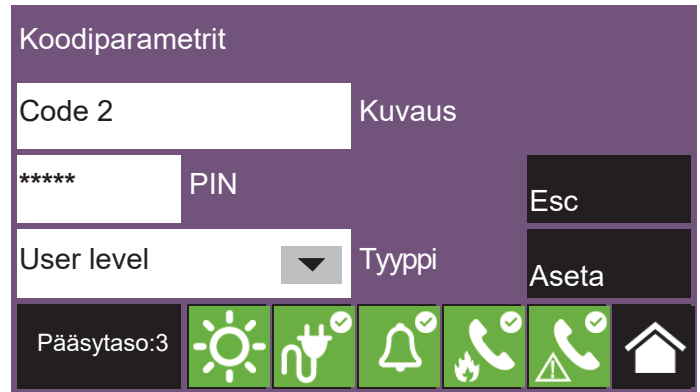 Koodiparametrit
Code 2 Kuvaus
***** PIN
Esc
User level Tyyppi
Aseta
Pääsytaso:3